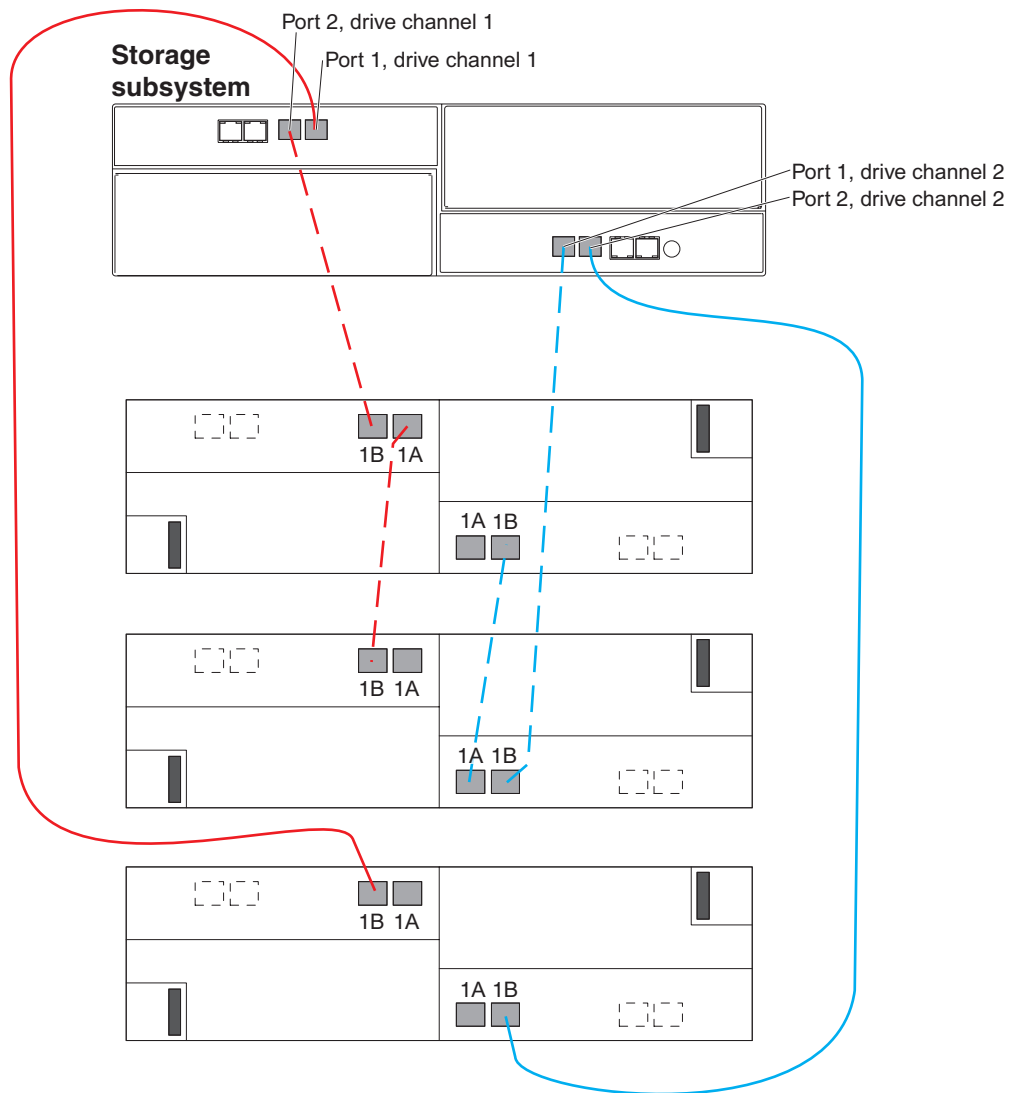 Port 2, drive channel 1
Storage
subsystem
Port 1, drive channel 1
Port 1, drive channel 2
Port 2, drive channel 2
1B 1A
1A 1B
1B 1A
1A 1B
1B 1A
1A 1B